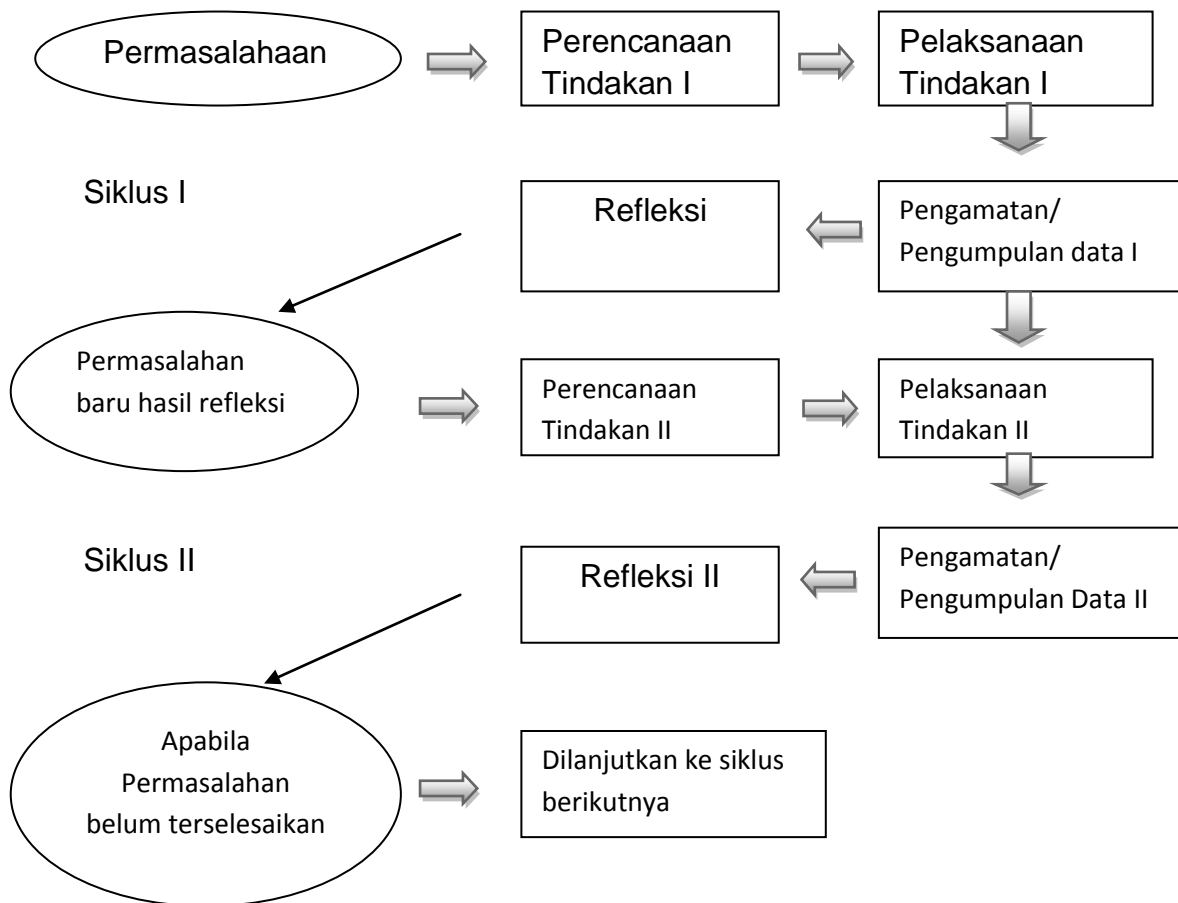 Permasalahaan
Perencanaan
Tindakan I
Pelaksanaan
Tindakan I
Siklus I
Refleksi
Pengamatan/
Pengumpulan data I
Permasalahan
baru hasil refleksi
Perencanaan
Tindakan II
Pelaksanaan
Tindakan II
Siklus II
Refleksi II
Pengamatan/
Pengumpulan Data II
Apabila
Permasalahan
belum terselesaikan
Dilanjutkan ke siklus
berikutnya